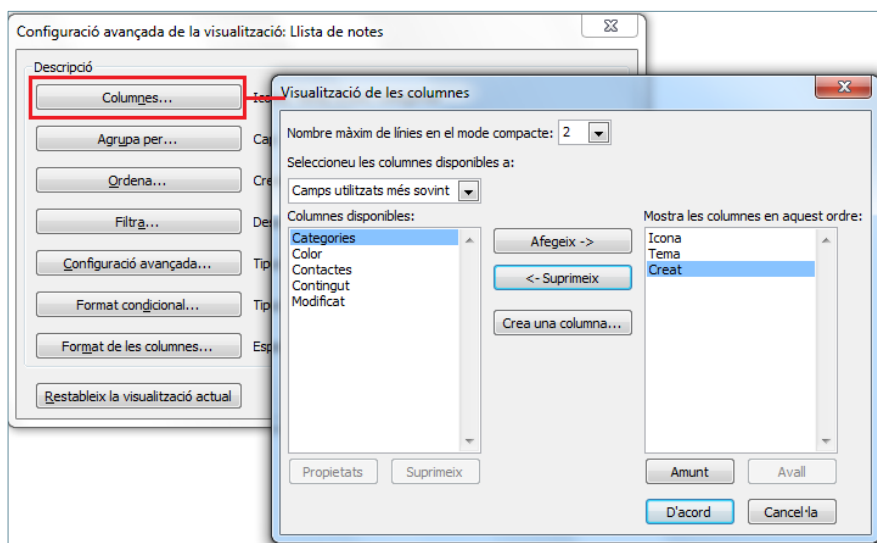 Configuració avançada de la visualització: Llista de notes
Descripció
Columnes...
Agrupa per...
Ordena...
Filtra...
Configuració avançada...
Format condicional...
Format de les columnes...
Restableix la visualització actual
Visualització de les columnes
Nombre màxim de línies en el mode compacte: 2
Seleccioneu les columnes disponibles a:
Camps utilitzats més sovint
Columnes disponibles:
Categories
Color
Contactes
Contingut
Modificat
Propietats
Suprimeix
Afegeix ->
<- Suprimeix
Crea una columna...
Mostra les columnes en aquest ordre:
Icona
Tema
Creat
Amunt
Avall
D'acord
Cancel·la